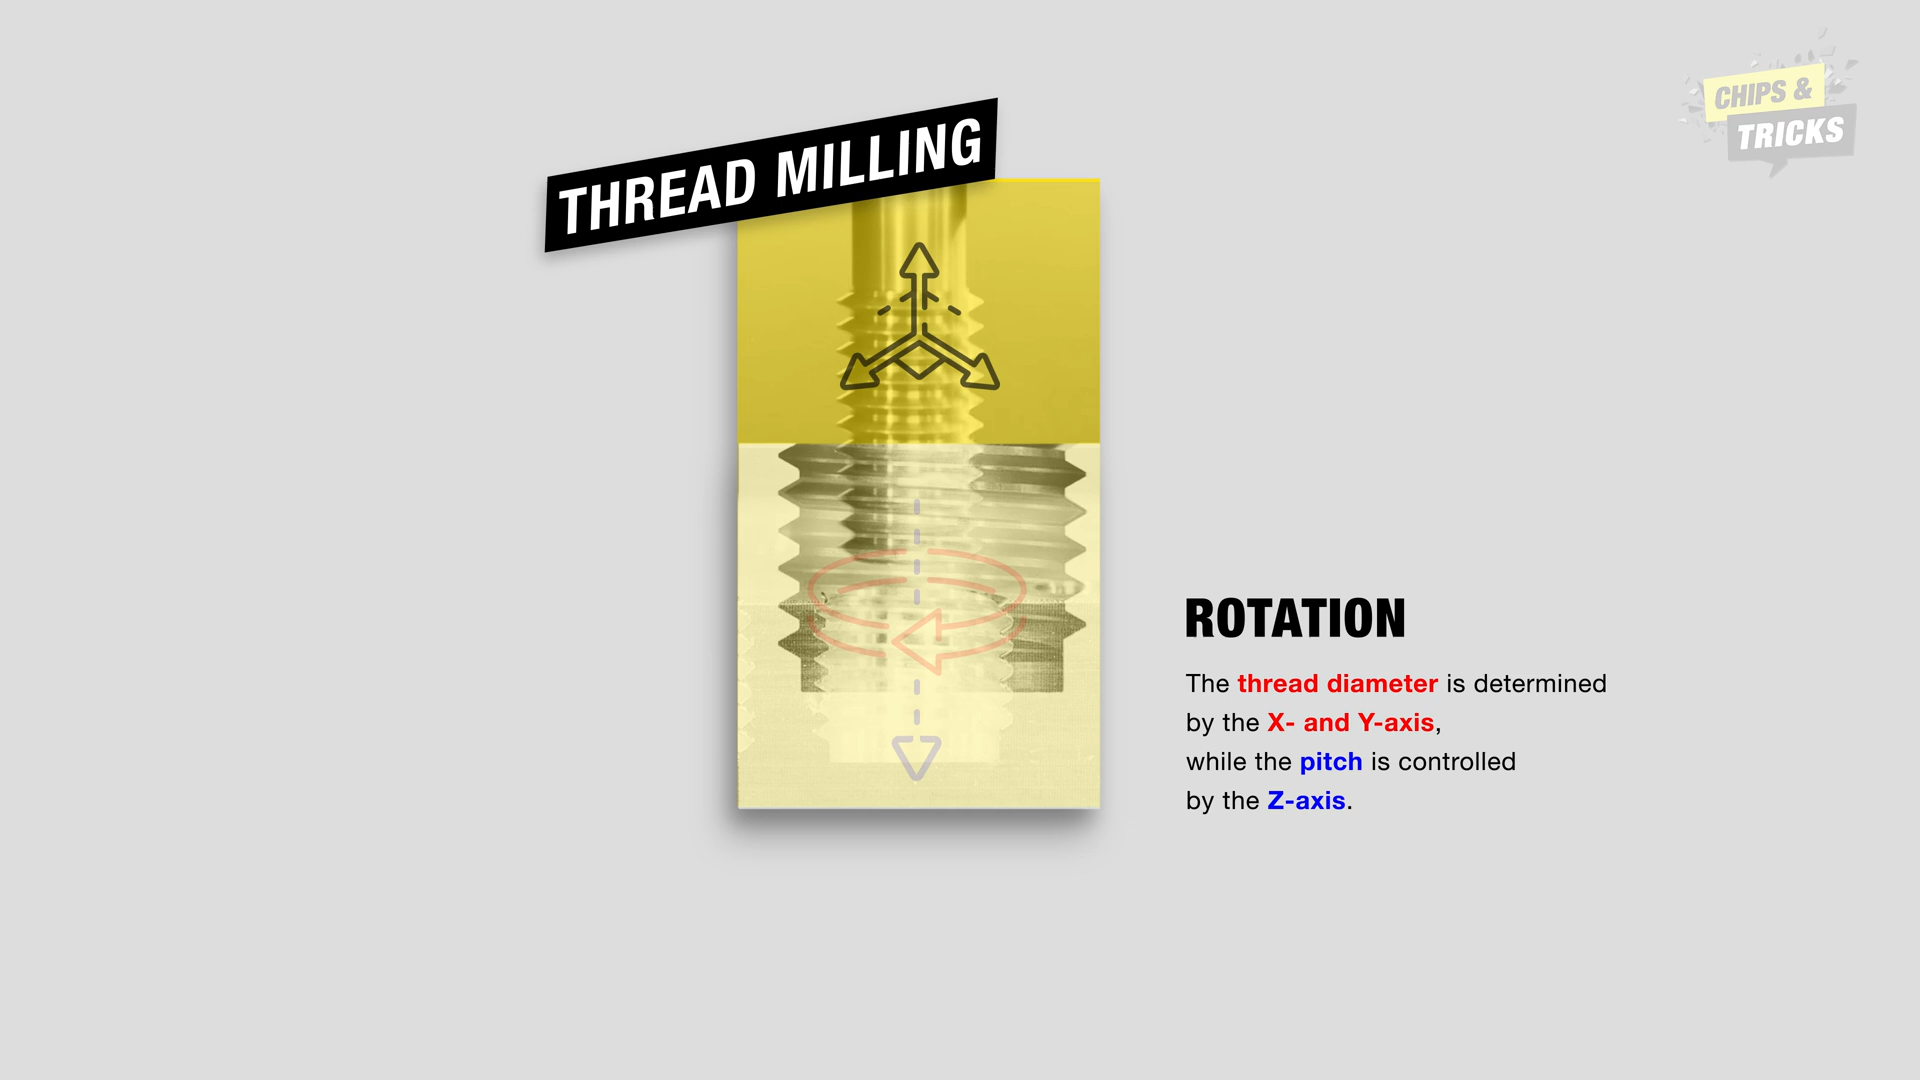 CHIPS &
TRICKS
THREAD MILLING
ROTATION
The thread diameter is determined
by the X- and Y-axis,
while the pitch is controlled
by the Z-axis.